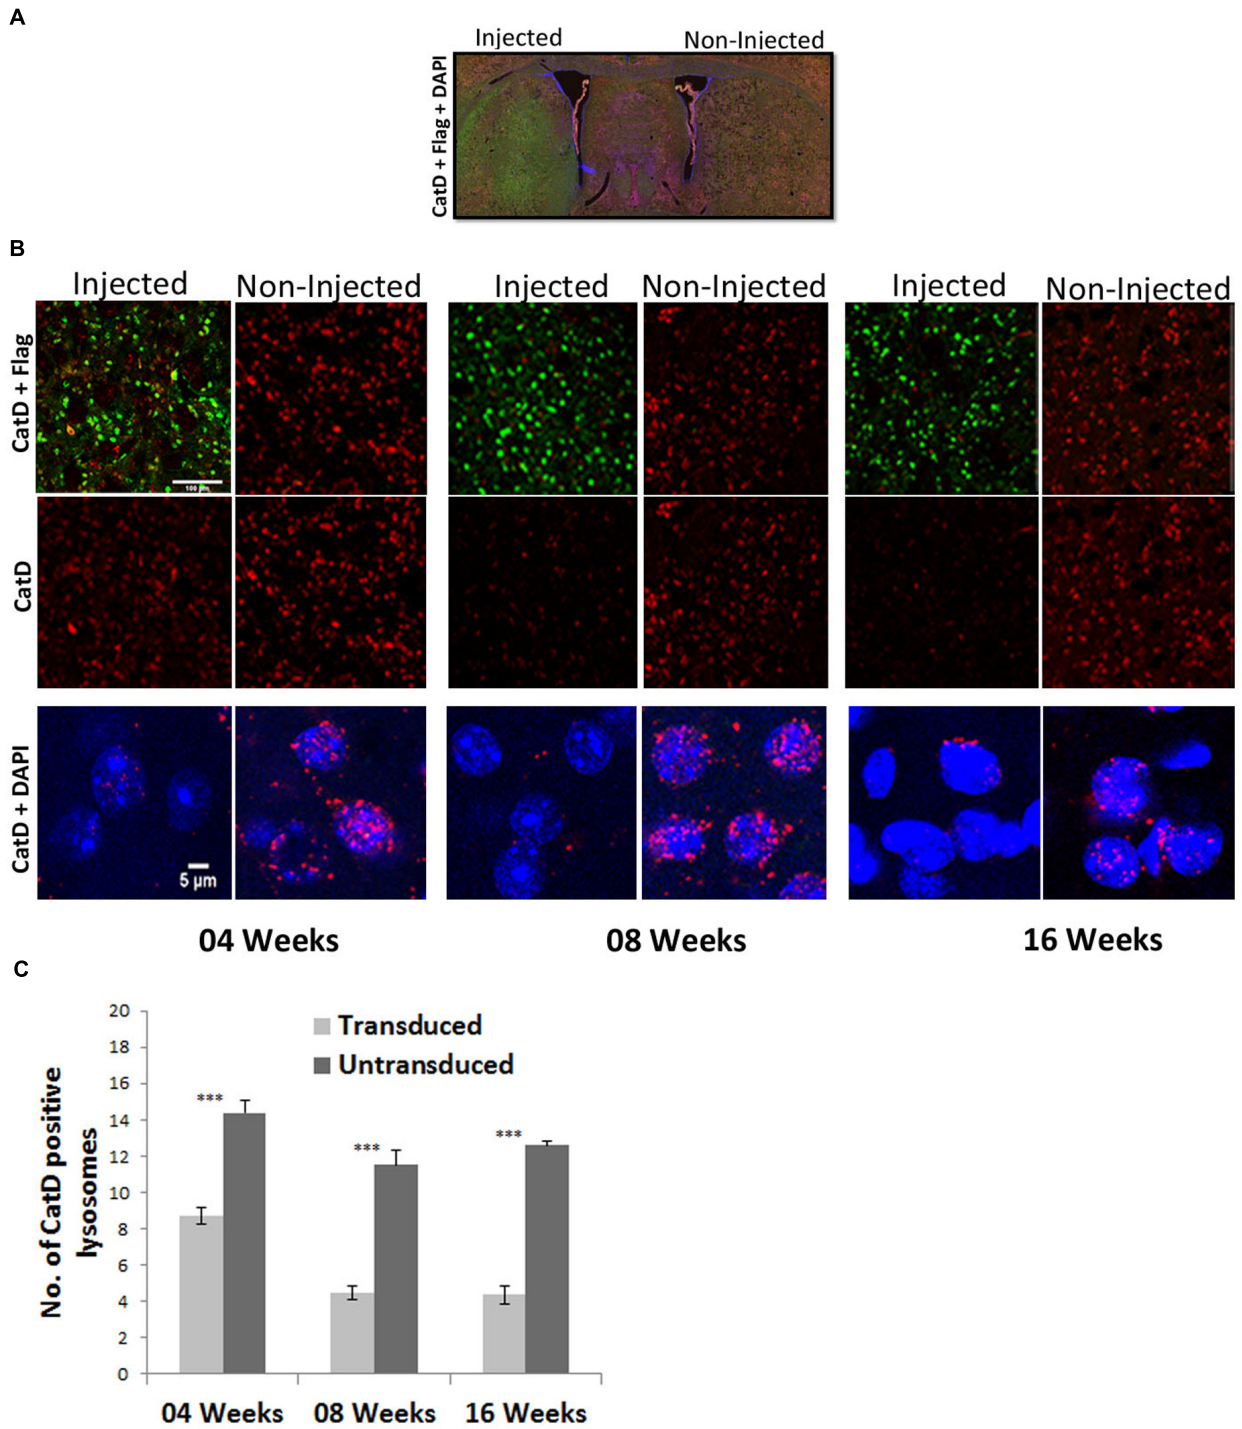 A
Injected Non-Injected
CatD + Flag + DAPI
B
Injected Non-Injected Injected Non-Injected Injected Non-Injected
CatD + Flag
100 µm
CatD
CatD + DAPI
5 µm
04 Weeks 08 Weeks 16 Weeks
C
No. of CatD positive
lysosomes
20
18
16
14
12
10
8
6
4
2
0
Transduced
Untransduced
*** *** ***
04 Weeks 08 Weeks 16 Weeks